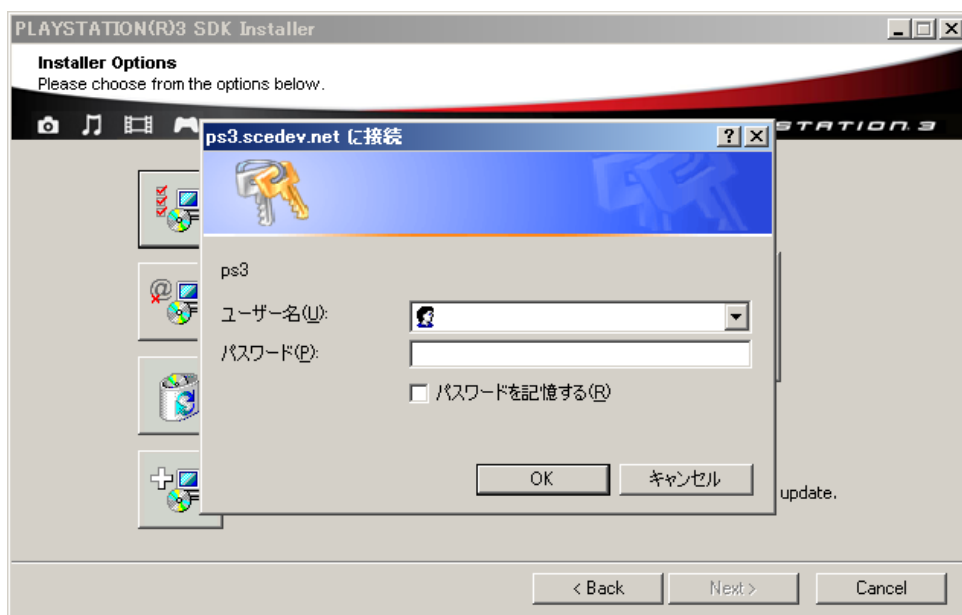 PLAYSTATION(R)3 SDK Installer
Installer Options
Please choose from the options below.
STATION 3
ps3.scedev.net に接続
ps3
ユーザー名(U):
パスワード(P):
パスワードを記憶する(R)
OK
キャンセル
update.
< Back
Next >
Cancel